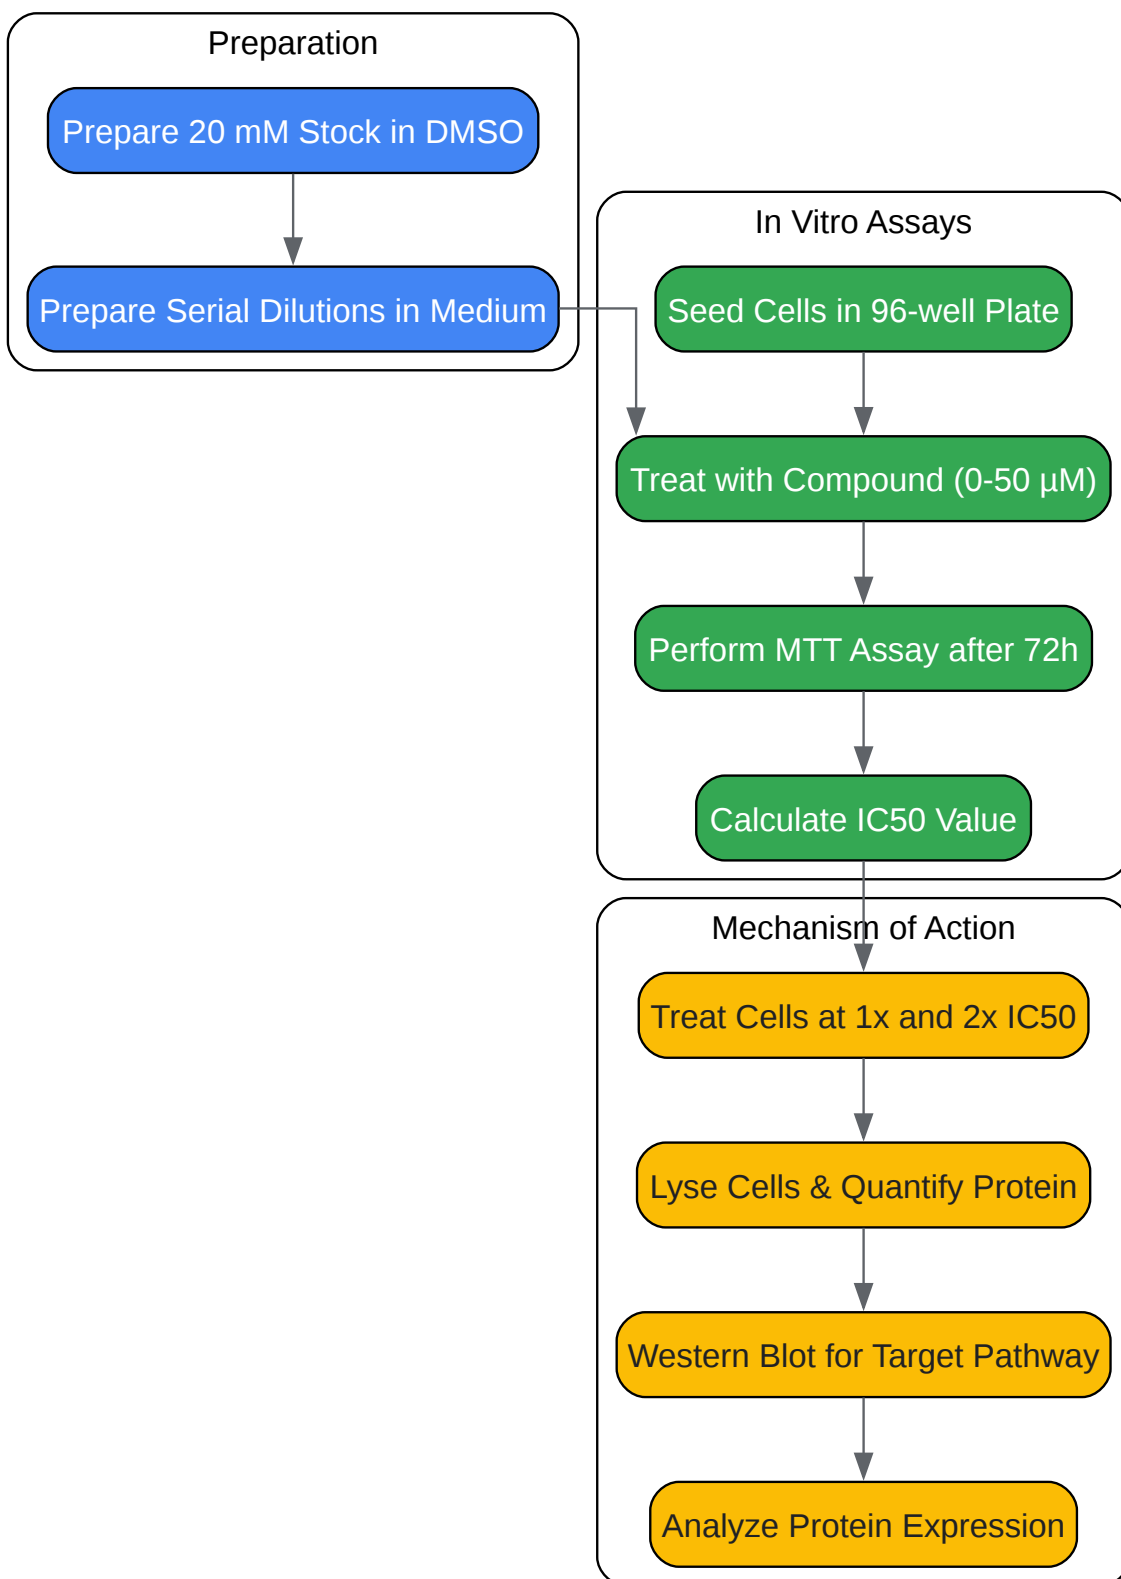 Preparation
Prepare 20 mM Stock in DMSO
Prepare Serial Dilutions in Medium
In Vitro Assays
Seed Cells in 96-well Plate
Treat with Compound (0-50 µM)
Perform MTT Assay after 72h
Calculate IC50 Value
Mechanism of Action
Treat Cells at 1x and 2x IC50
Lyse Cells & Quantify Protein
Western Blot for Target Pathway
Analyze Protein Expression